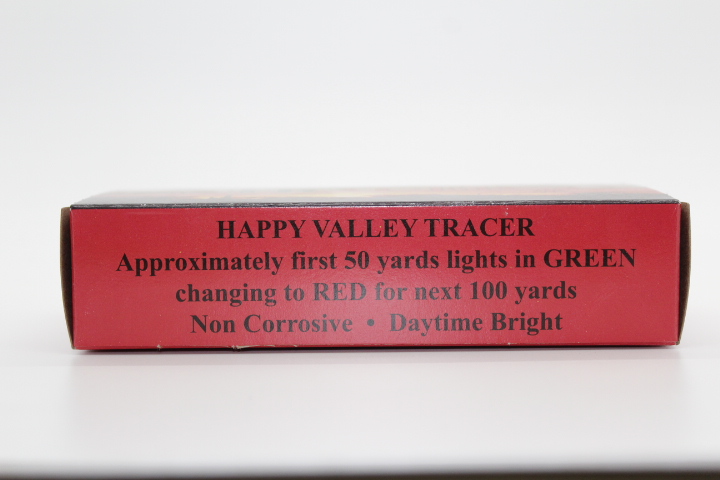 HAPPY VALLEY TRACER
Approximately first 50 yards lights in GREEN
changing to RED for next 100 yards
Non Corrosive • Daytime Bright